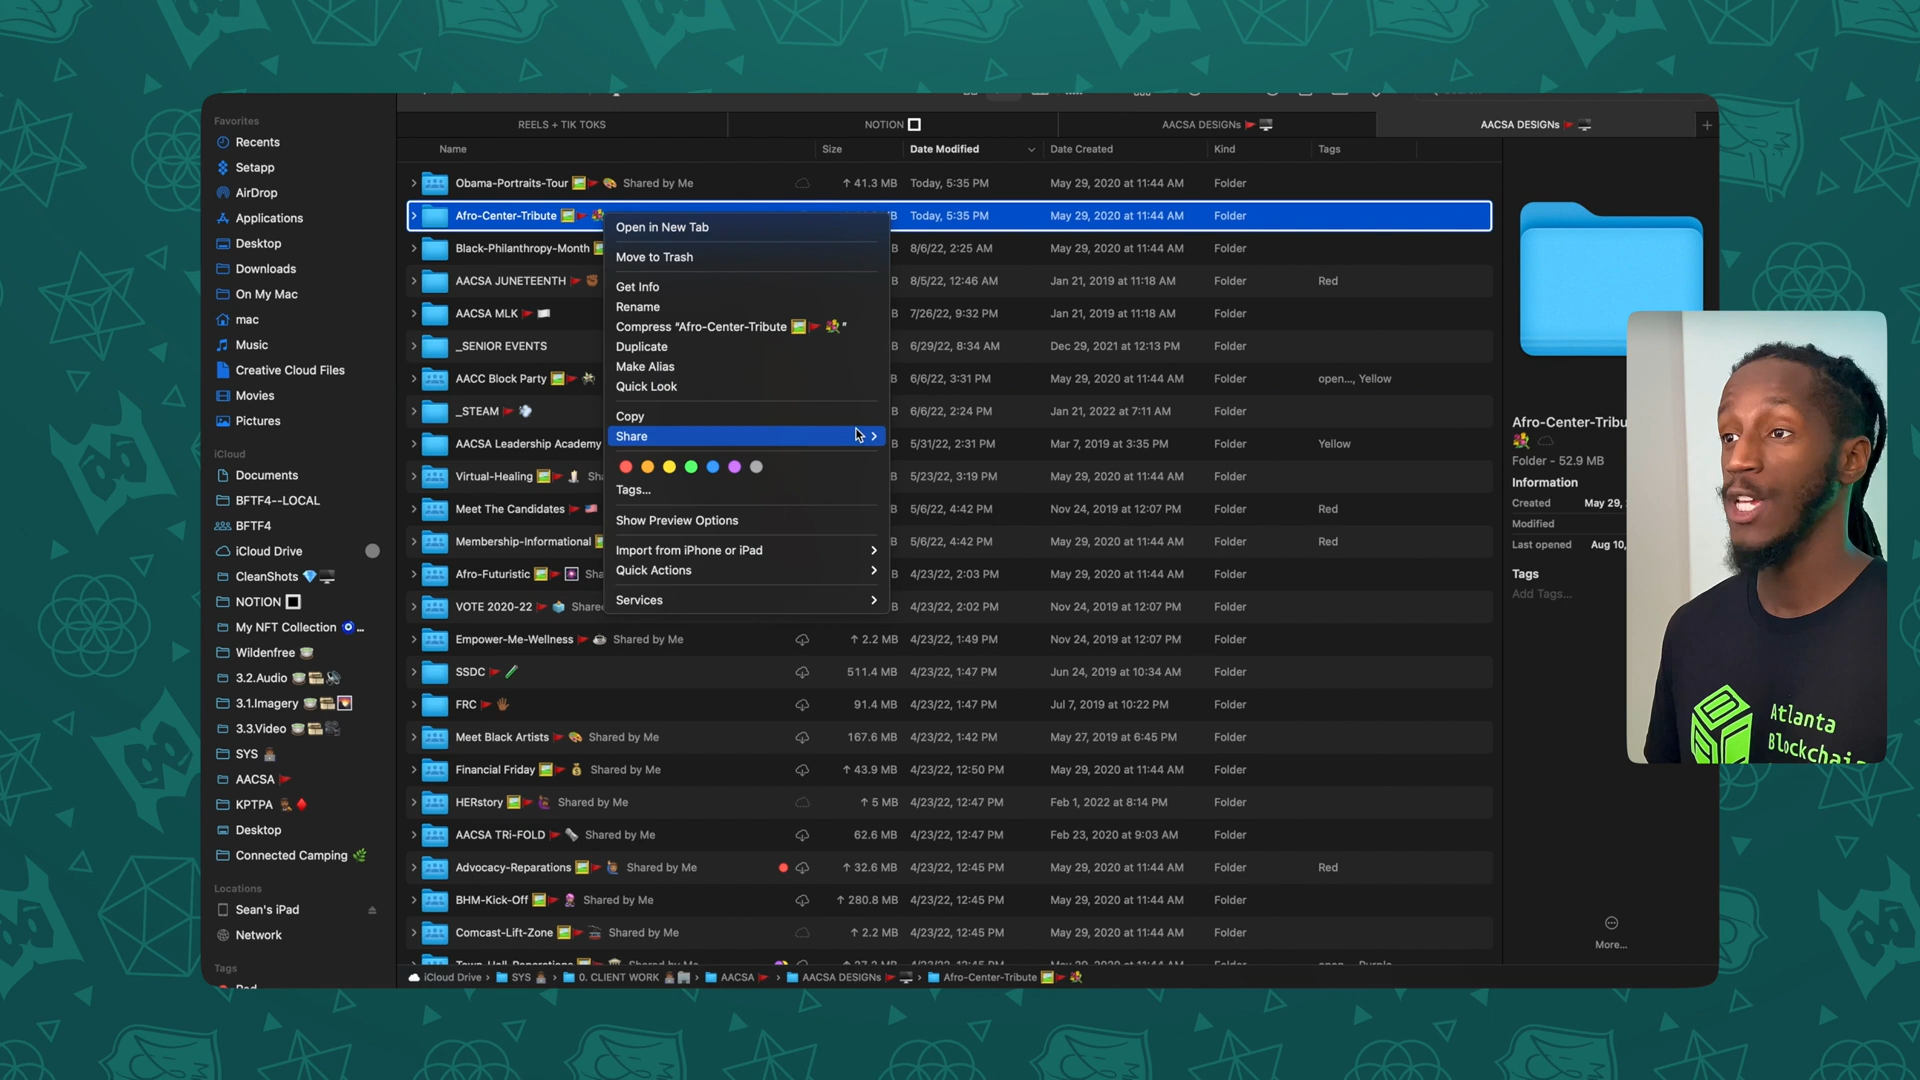 REELS + TIK TOKS
NOTION
AACSA DESIGNs
AACSA DESIGNs
Favorites
Recents
Setapp
AirDrop
Applications
Desktop
Downloads
On My Mac
mac
Music
Creative Cloud Files
Movies
Pictures
iCloud
Documents
BFTF4--LOCAL
BFTF4
iCloud Drive
CleanShots
NOTION
My NFT Collection ...
Wildenfree
3.2.Audio
3.1.Imagery
3.3.Video
SYS
AACSA
KPTPA
Desktop
Connected Camping
Locations
Sean's iPad
Network
Tags
Name Size Date Modified Date Created Kind Tags
Obama-Portraits-Tour Shared by Me ↑ 41.3 MB Today, 5:35 PM May 29, 2020 at 11:44 AM Folder
Afro-Center-Tribute Today, 5:35 PM May 29, 2020 at 11:44 AM Folder
Black-Philanthropy-Month B 8/6/22, 2:25 AM May 29, 2020 at 11:44 AM Folder
AACSA JUNETEENTH B 8/5/22, 12:46 AM Jan 21, 2019 at 11:18 AM Folder Red
AACSA MLK B 7/26/22, 9:32 PM Jan 21, 2019 at 11:18 AM Folder
_SENIOR EVENTS B 6/29/22, 8:34 AM Dec 29, 2021 at 12:13 PM Folder
AACC Block Party B 6/6/22, 3:31 PM May 29, 2020 at 11:44 AM Folder open..., Yellow
_STEAM B 6/6/22, 2:24 PM Jan 21, 2022 at 7:11 AM Folder
AACSA Leadership Academy B 5/31/22, 2:31 PM Mar 7, 2019 at 3:35 PM Folder Yellow
Virtual-Healing Sha B 5/23/22, 3:19 PM May 29, 2020 at 11:44 AM Folder
Meet The Candidates B 5/6/22, 4:42 PM Nov 24, 2019 at 12:07 PM Folder Red
Membership-Informational B 5/6/22, 4:42 PM May 29, 2020 at 11:44 AM Folder Red
Afro-Futuristic Sha B 4/23/22, 2:03 PM May 29, 2020 at 11:44 AM Folder
VOTE 2020-22 Share B 4/23/22, 2:02 PM Nov 24, 2019 at 12:07 PM Folder
Empower-Me-Wellness Shared by Me ↑ 2.2 MB 4/23/22, 1:49 PM Nov 24, 2019 at 12:07 PM Folder
SSDC 511.4 MB 4/23/22, 1:47 PM Jun 24, 2019 at 10:34 AM Folder
FRC 91.4 MB 4/23/22, 1:47 PM Jul 7, 2019 at 10:22 PM Folder
Meet Black Artists Shared by Me 167.6 MB 4/23/22, 1:42 PM May 27, 2019 at 6:45 PM Folder
Financial Friday Shared by Me ↑ 43.9 MB 4/23/22, 12:50 PM May 29, 2020 at 11:44 AM Folder
HERstory Shared by Me ↑ 5 MB 4/23/22, 12:47 PM Feb 1, 2022 at 8:14 PM Folder
AACSA TRi-FOLD Shared by Me 62.6 MB 4/23/22, 12:47 PM Feb 23, 2020 at 9:03 AM Folder
Advocacy-Reparations Shared by Me ↑ 32.6 MB 4/23/22, 12:45 PM May 29, 2020 at 11:44 AM Folder Red
BHM-Kick-Off Shared by Me ↑ 280.8 MB 4/23/22, 12:45 PM May 29, 2020 at 11:44 AM Folder
Comcast-Lift-Zone Shared by Me ↑ 2.2 MB 4/23/22, 12:45 PM May 29, 2020 at 11:44 AM Folder
Open in New Tab
Move to Trash
Get Info
Rename
Compress “Afro-Center-Tribute ”
Duplicate
Make Alias
Quick Look
Copy
Share
Tags...
Show Preview Options
Import from iPhone or iPad
Quick Actions
Services
Afro-Center-Tribu
Folder - 52.9 MB
Information
Created May 29,
Modified
Last opened Aug 10,
Tags
Add Tags...
More...
Atlanta
Blockchai
iCloud Drive › SYS › 0. CLIENT WORK › AACSA › AACSA DESIGNs › Afro-Center-Tribute